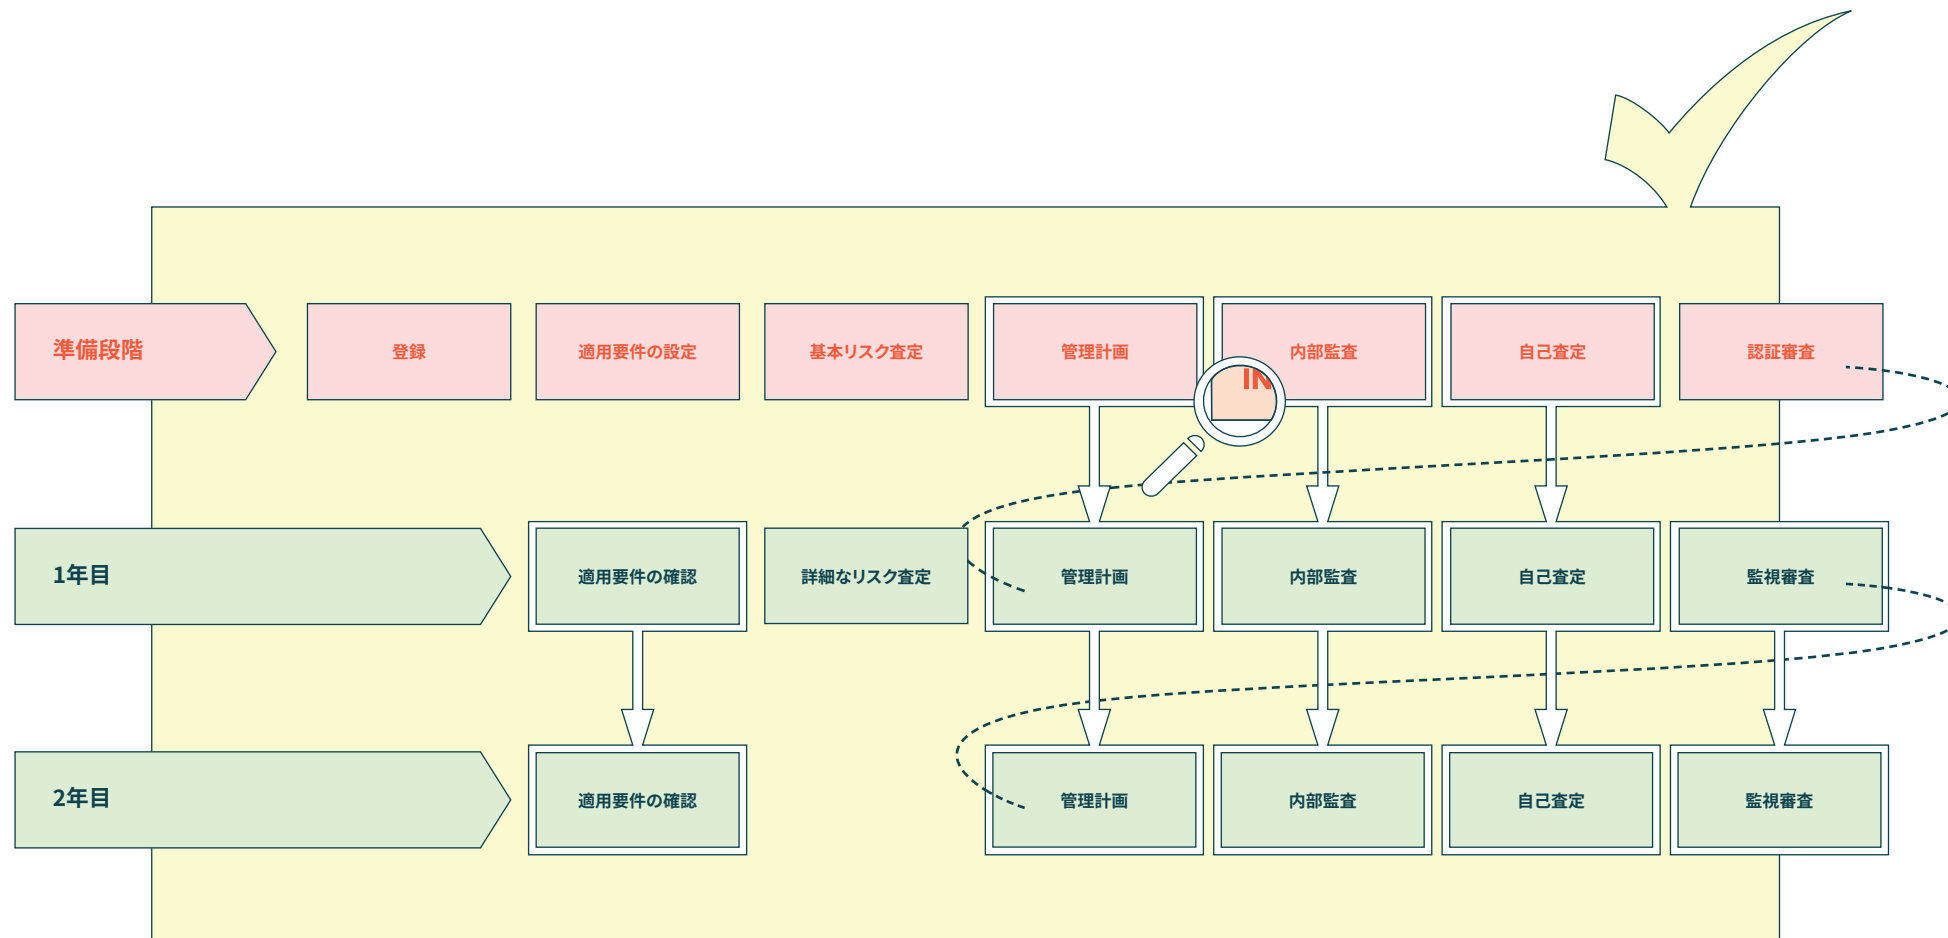 準備段階
登録
適用要件の設定
基本リスク査定
管理計画
内部監査
自己査定
認証審査
IN
1年目
適用要件の確認
詳細なリスク査定
管理計画
内部監査
自己査定
監視審査
2年目
適用要件の確認
管理計画
内部監査
自己査定
監視審査